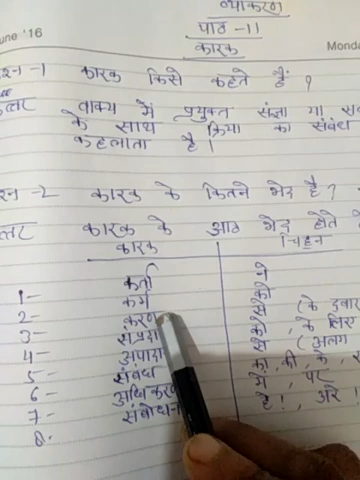 व्याकरण
पाठ - 11
कारक
June '16 Monda
प्रश्न - 1 कारक किसे कहते हैं ?
उत्तर वाक्य में प्रयुक्त संज्ञा या
के साथ क्रिया का संबंध
कहलाता है।
प्रश्न - 2 कारक के कितने भेद है ?
उत्तर कारक के आठ भेद होते
कारक चिह्न
1- कर्ता ने
2- कर्म को
3- करण से (के द्वारा
4- संप्रदा को, के लिए
5- अपादा से (अलग
6- संबंध का, की, के,
7- अधिकरण में, पर
8. संबोधन हे!, अरे!